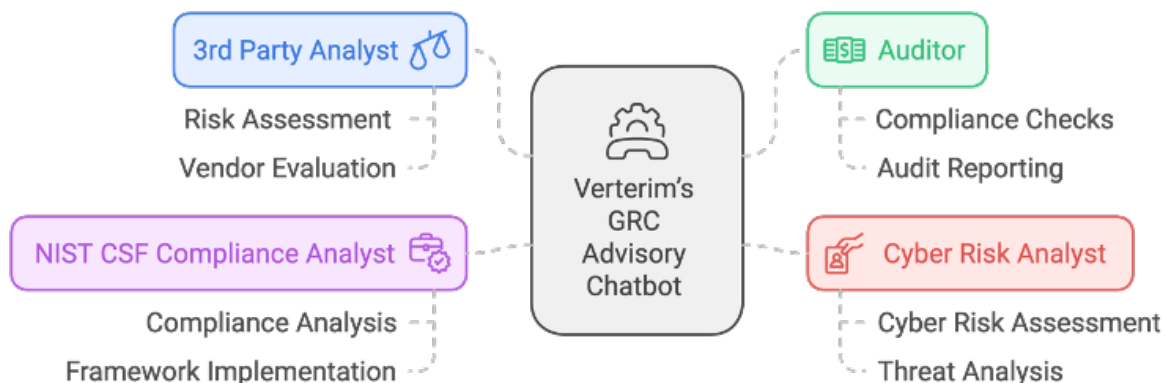 3rd Party Analyst
Risk Assessment
Vendor Evaluation
NIST CSF Compliance Analyst
Compliance Analysis
Framework Implementation
Verterim's
GRC
Advisory
Chatbot
Auditor
Compliance Checks
Audit Reporting
Cyber Risk Analyst
Cyber Risk Assessment
Threat Analysis